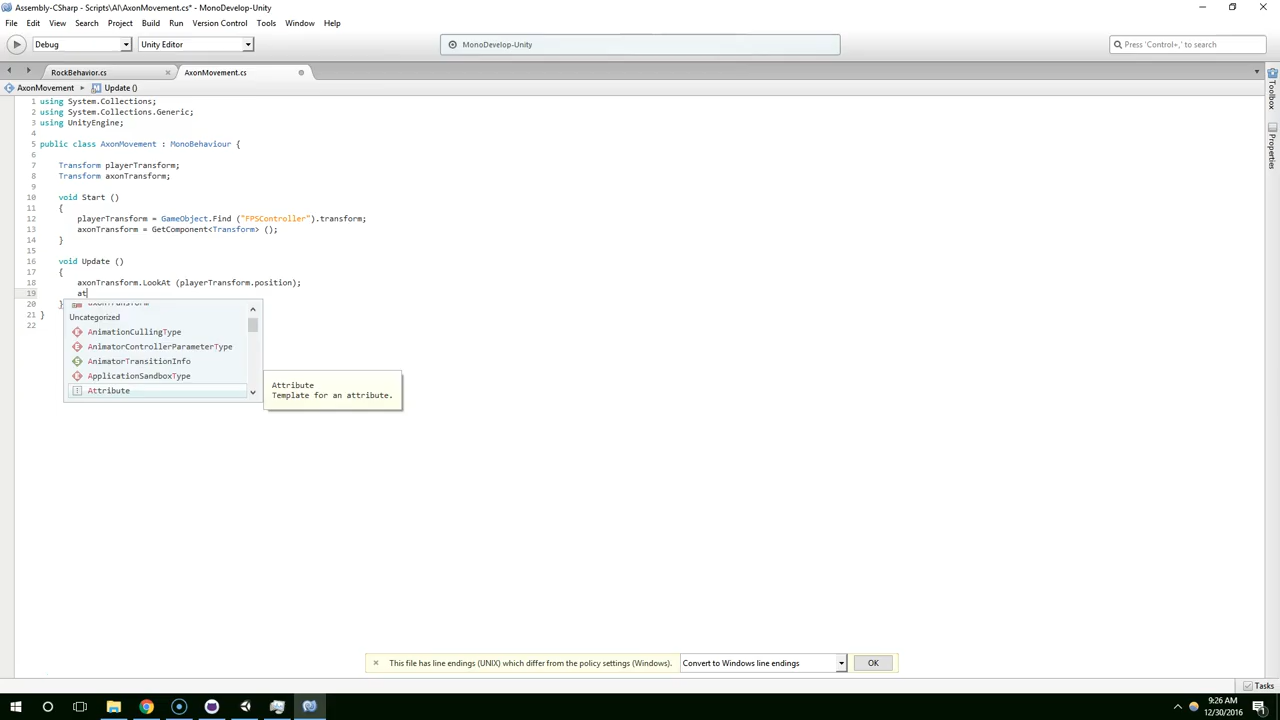 Assembly-CSharp - Scripts\AI\AxonMovement.cs* - MonoDevelop-Unity
File Edit View Search Project Build Run Version Control Tools Window Help
Debug Unity Editor MonoDevelop-Unity Press 'Control+,' to search
RockBehavior.cs AxonMovement.cs
AxonMovement Update ()
1 using System.Collections;
2 using System.Collections.Generic;
3 using UnityEngine;
4
5 public class AxonMovement : MonoBehaviour {
6
7 Transform playerTransform;
8 Transform axonTransform;
9
10 void Start ()
11 {
12 playerTransform = GameObject.Find ("FPSController").transform;
13 axonTransform = GetComponent<Transform> ();
14 }
15
16 void Update ()
17 {
18 axonTransform.LookAt (playerTransform.position);
19 at
20 }
21 }
22
axonTransform
Uncategorized
AnimationCullingType
AnimatorControllerParameterType
AnimatorTransitionInfo
ApplicationSandboxType
Attribute
Attribute
Template for an attribute.
Toolbox
Properties
This file has line endings (UNIX) which differ from the policy settings (Windows). Convert to Windows line endings OK
Tasks
9:26 AM
12/30/2016